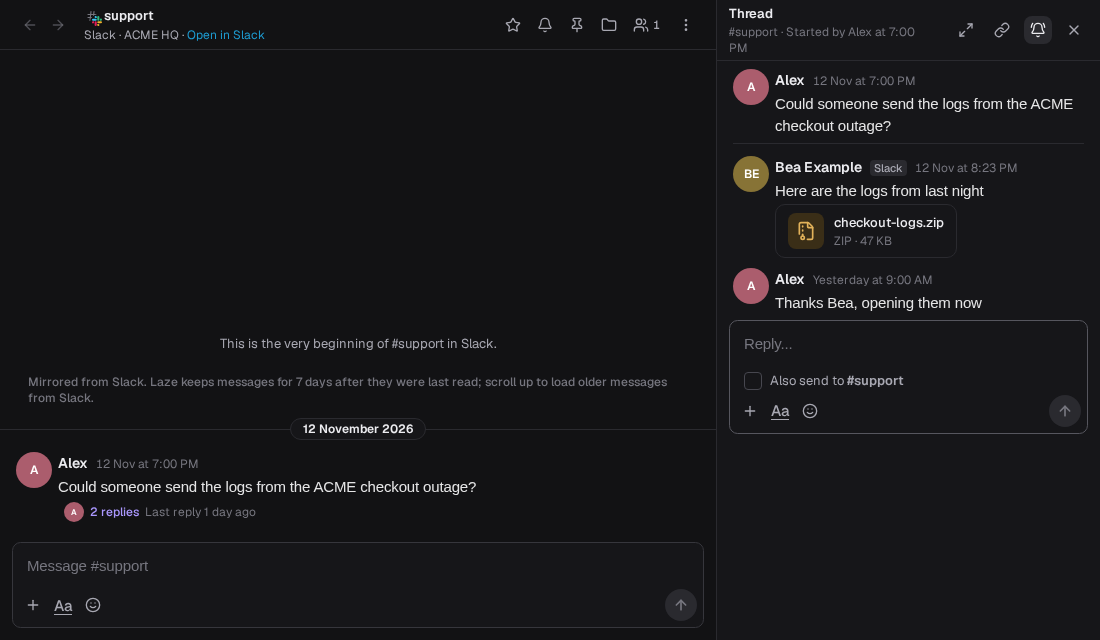 support
Slack · ACME HQ · Open in Slack
1
This is the very beginning of #support in Slack.
Mirrored from Slack. Laze keeps messages for 7 days after they were last read; scroll up to load older messages
from Slack.
12 November 2026
A
Alex 12 Nov at 7:00 PM
Could someone send the logs from the ACME checkout outage?
A 2 replies Last reply 1 day ago
Message #support
Aa
Thread
#support · Started by Alex at 7:00
PM
A
Alex 12 Nov at 7:00 PM
Could someone send the logs from the ACME
checkout outage?
BE
Bea Example Slack 12 Nov at 8:23 PM
Here are the logs from last night
checkout-logs.zip
ZIP · 47 KB
A
Alex Yesterday at 9:00 AM
Thanks Bea, opening them now
Reply...
Also send to #support
Aa